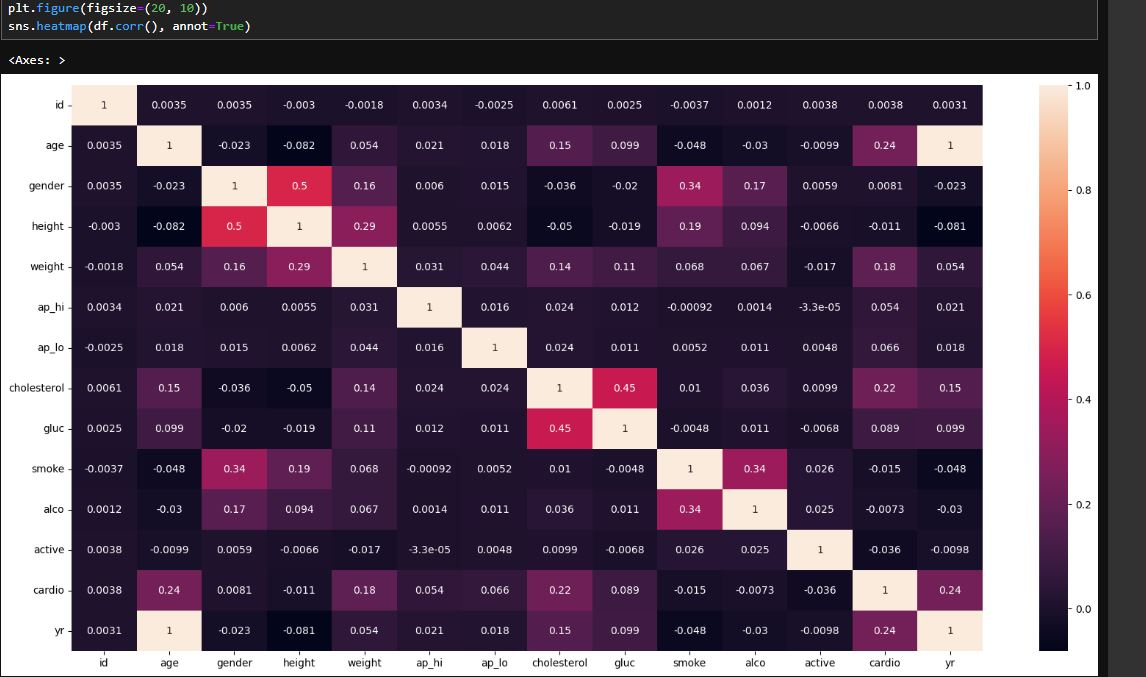 plt.figure(figsize=(20, 10))
sns.heatmap(df.corr(), annot=True)
<Axes: >
id 1 0.0035 0.0035 -0.003 -0.0018 0.0034 -0.0025 0.0061 0.0025 -0.0037 0.0012 0.0038 0.0038 0.0031 1.0
age 0.0035 1 -0.023 -0.082 0.054 0.021 0.018 0.15 0.099 -0.048 -0.03 -0.0099 0.24 1
gender 0.0035 -0.023 1 0.5 0.16 0.006 0.015 -0.036 -0.02 0.34 0.17 0.0059 0.0081 -0.023 0.8
height -0.003 -0.082 0.5 1 0.29 0.0055 0.0062 -0.05 -0.019 0.19 0.094 -0.0066 -0.011 -0.081
weight -0.0018 0.054 0.16 0.29 1 0.031 0.044 0.14 0.11 0.068 0.067 -0.017 0.18 0.054
ap_hi 0.0034 0.021 0.006 0.0055 0.031 1 0.016 0.024 0.012 -0.00092 0.0014 -3.3e-05 0.054 0.021 0.6
ap_lo -0.0025 0.018 0.015 0.0062 0.044 0.016 1 0.024 0.011 0.0052 0.011 0.0048 0.066 0.018
cholesterol 0.0061 0.15 -0.036 -0.05 0.14 0.024 0.024 1 0.45 0.01 0.036 0.0099 0.22 0.15 0.4
gluc 0.0025 0.099 -0.02 -0.019 0.11 0.012 0.011 0.45 1 -0.0048 0.011 -0.0068 0.089 0.099
smoke -0.0037 -0.048 0.34 0.19 0.068 -0.00092 0.0052 0.01 -0.0048 1 0.34 0.026 -0.015 -0.048
alco 0.0012 -0.03 0.17 0.094 0.067 0.0014 0.011 0.036 0.011 0.34 1 0.025 -0.0073 -0.03 0.2
active 0.0038 -0.0099 0.0059 -0.0066 -0.017 -3.3e-05 0.0048 0.0099 -0.0068 0.026 0.025 1 -0.036 -0.0098
cardio 0.0038 0.24 0.0081 -0.011 0.18 0.054 0.066 0.22 0.089 -0.015 -0.0073 -0.036 1 0.24 0.0
yr 0.0031 1 -0.023 -0.081 0.054 0.021 0.018 0.15 0.099 -0.048 -0.03 -0.0098 0.24 1
id age gender height weight ap_hi ap_lo cholesterol gluc smoke alco active cardio yr